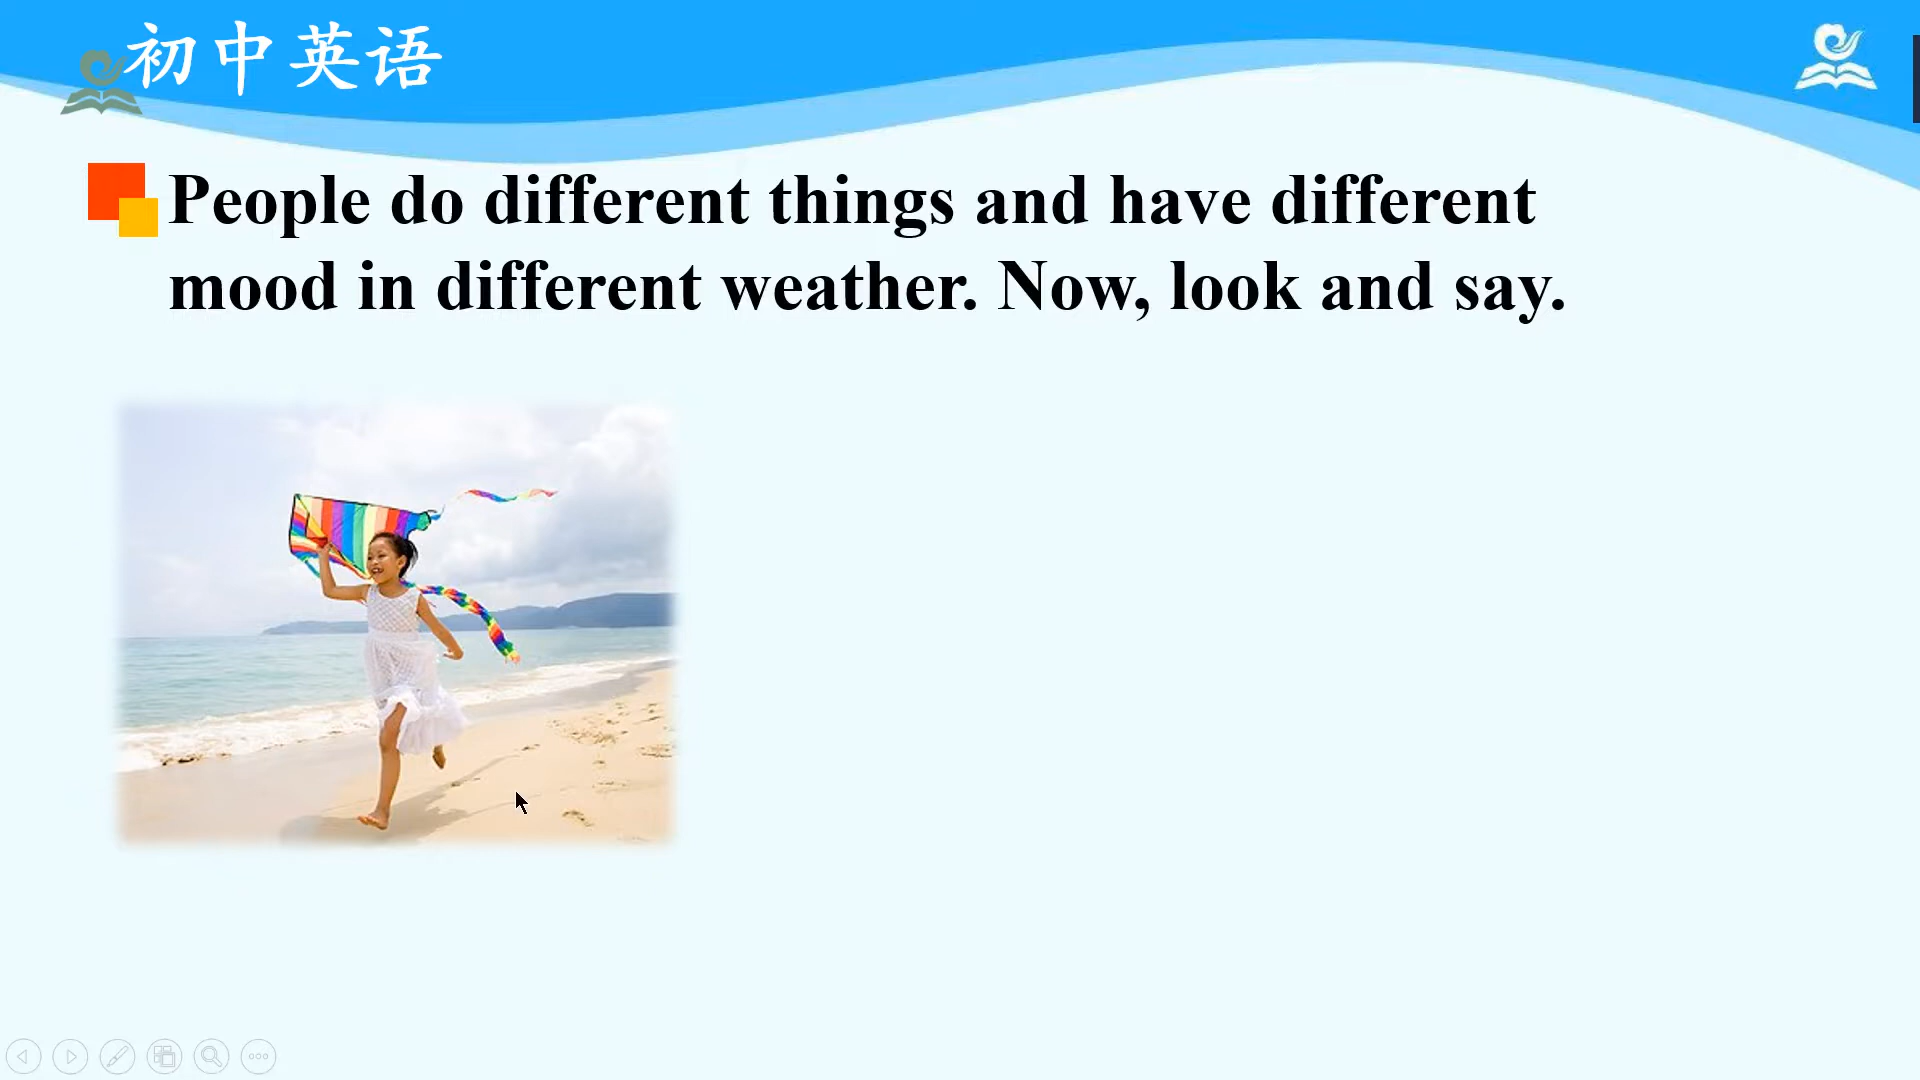 初中英语
People do different things and have different
mood in different weather. Now, look and say.